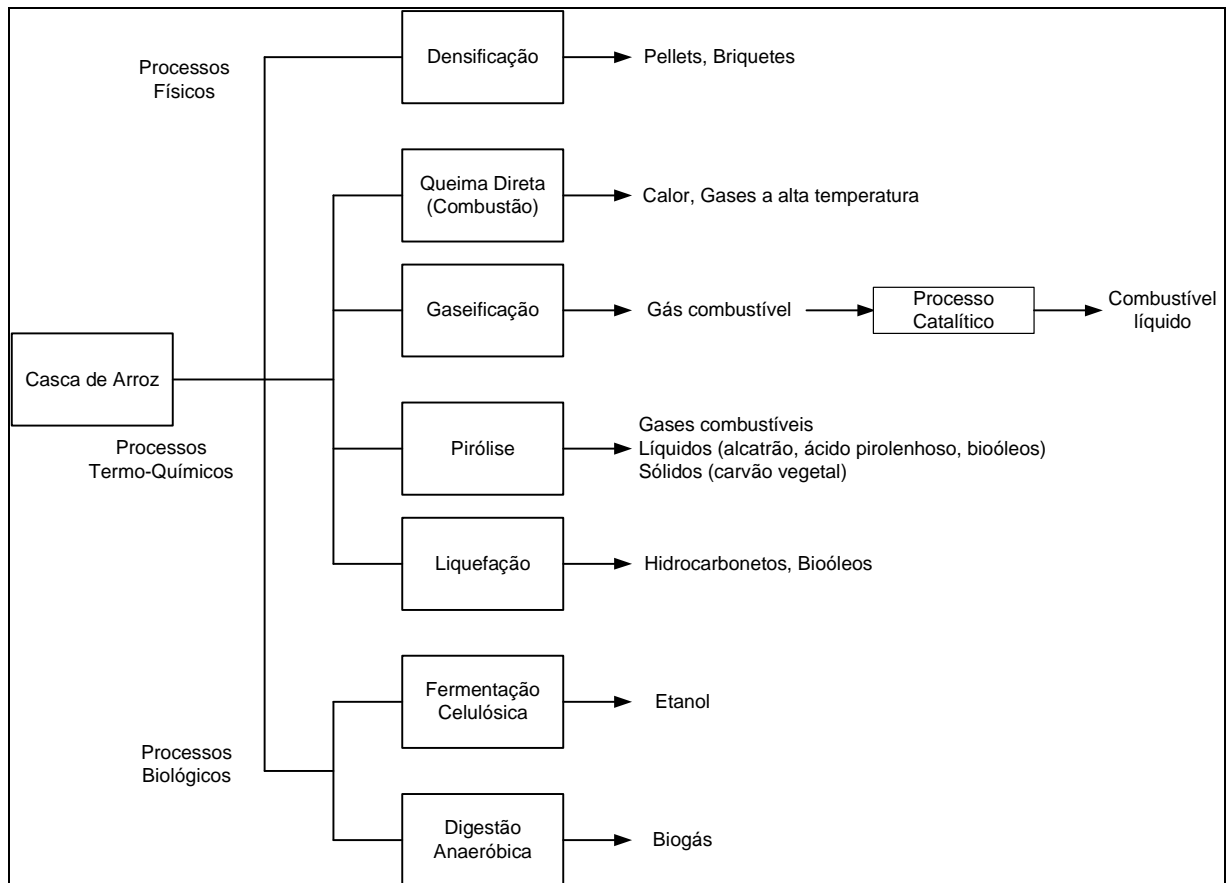 Processos
Físicos
Densificação
Pellets, Briquetes
Queima Direta
(Combustão)
Calor, Gases a alta temperatura
Gaseificação
Gás combustível
Processo
Catalítico
Combustível
líquido
Casca de Arroz
Processos
Termo-Químicos
Pirólise
Gases combustíveis
Líquidos (alcatrão, ácido pirolenhoso, bioóleos)
Sólidos (carvão vegetal)
Liquefação
Hidrocarbonetos, Bioóleos
Processos
Biológicos
Fermentação
Celulósica
Etanol
Digestão
Anaeróbica
Biogás